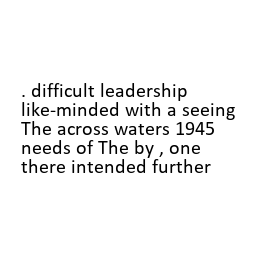 . difficult leadership
like-minded with a seeing
The across waters 1945
needs of The by , one
there intended further